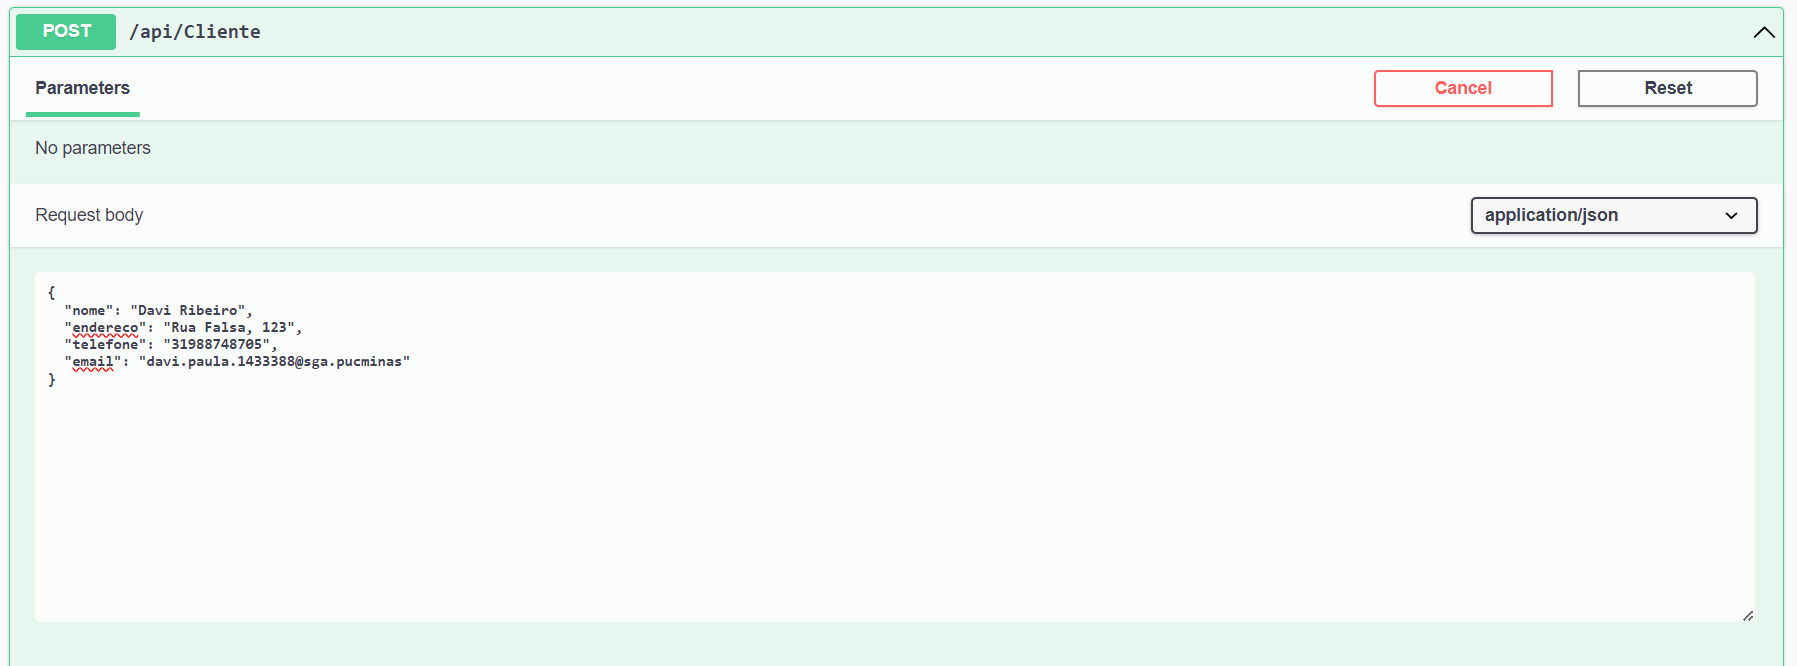 POST /api/Cliente
Parameters
Cancel
Reset
No parameters
Request body
application/json
{
  "nome": "Davi Ribeiro",
  "endereco": "Rua Falsa, 123",
  "telefone": "31988748705",
  "email": "davi.paula.1433388@sga.pucminas"
}